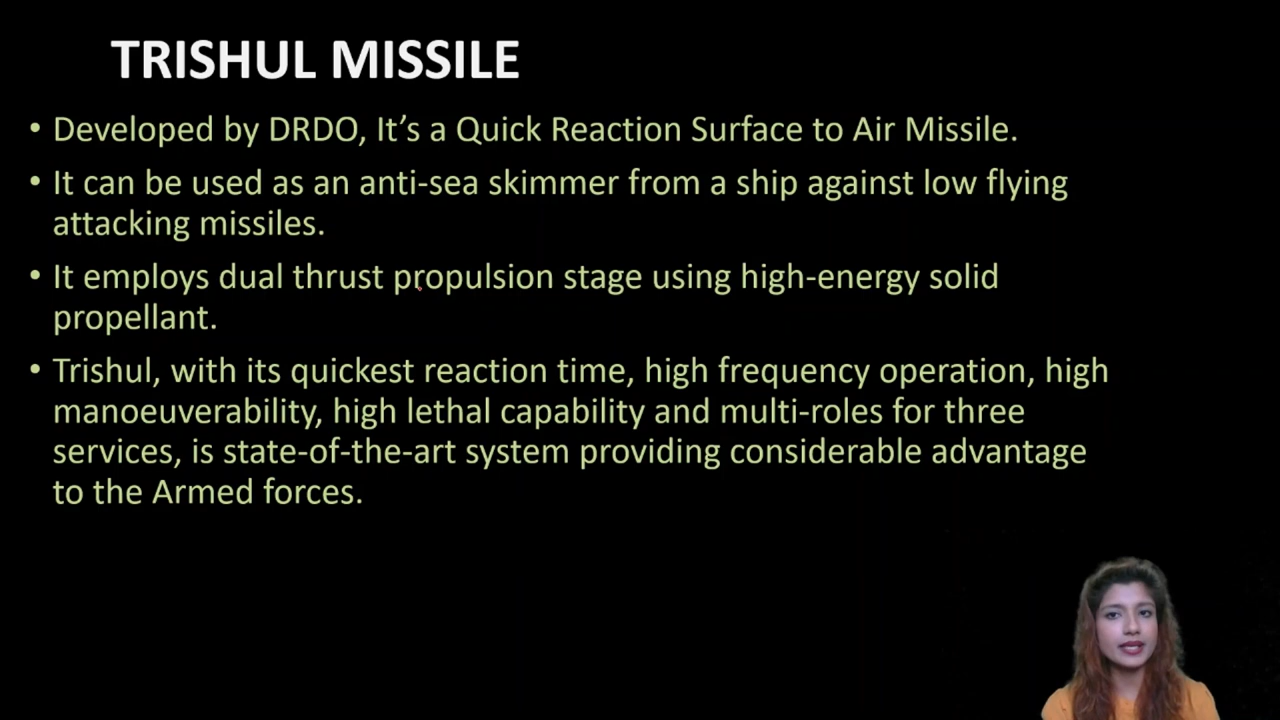 TRISHUL MISSILE
• Developed by DRDO, It’s a Quick Reaction Surface to Air Missile.
• It can be used as an anti-sea skimmer from a ship against low flying
attacking missiles.
• It employs dual thrust propulsion stage using high-energy solid
propellant.
• Trishul, with its quickest reaction time, high frequency operation, high
manoeuverability, high lethal capability and multi-roles for three
services, is state-of-the-art system providing considerable advantage
to the Armed forces.